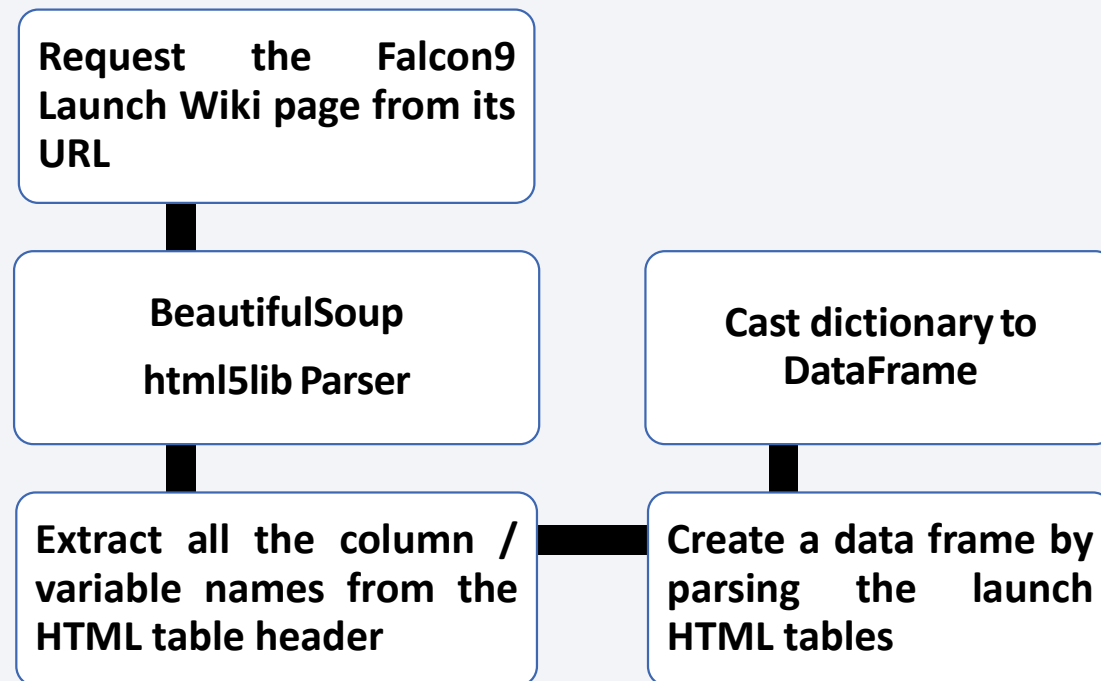 Request the Falcon9
Launch Wiki page from its
URL
BeautifulSoup
html5lib Parser
Extract all the column /
variable names from the
HTML table header
Create a data frame by
parsing the launch
HTML tables
Cast dictionary to
DataFrame